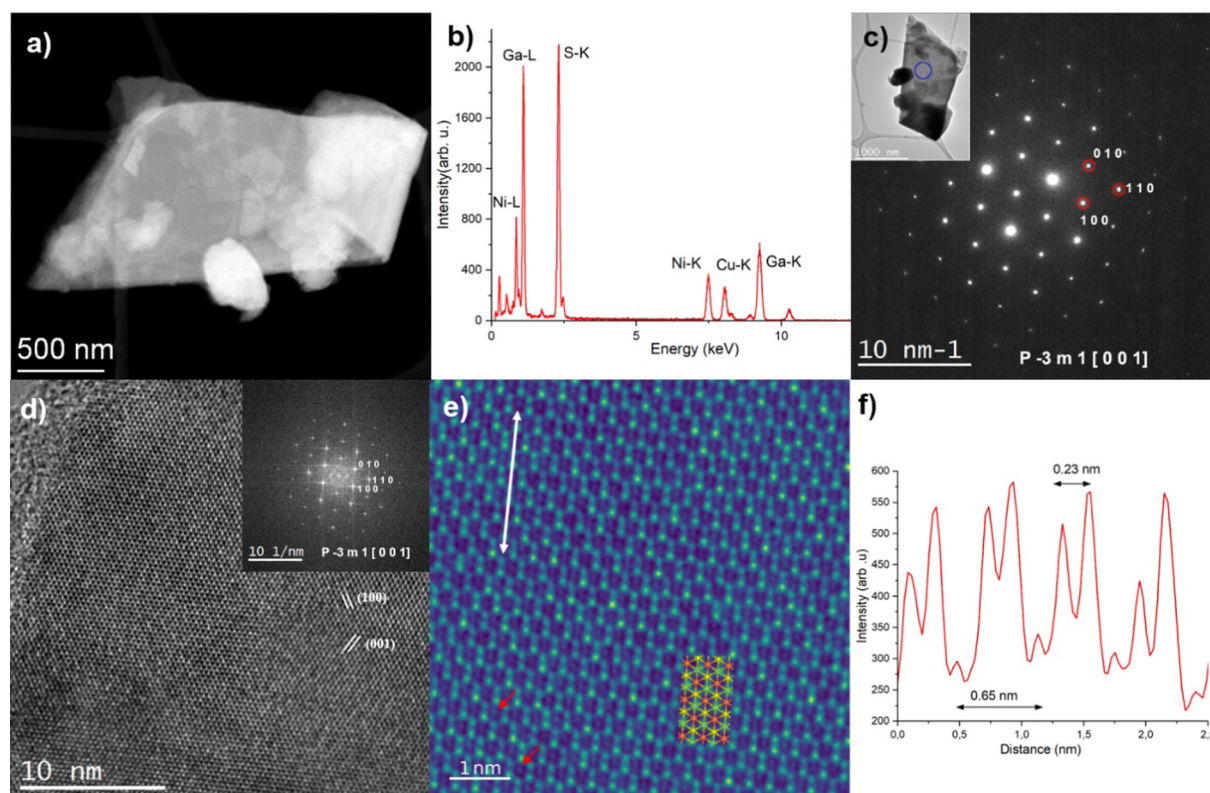 a)
500 nm
b)
Intensity(arb. u.)
2000
1600
1200
800
400
0
Ga-L
S-K
Ni-L
Ni-K
Cu-K
Ga-K
0
5
10
Energy (keV)
c)
1000 nm
0 1 0
1 1 0
1 0 0
10 nm-1
P -3 m 1 [ 0 0 1 ]
d)
0 1 0
1 1 0
1 0 0
10 1/nm
P -3 m 1 [ 0 0 1 ]
(100)
(001)
10 nm
e)
1 nm
f)
Intensity (arb .u)
600
550
500
450
400
350
300
250
200
0.23 nm
0.65 nm
0,0
0,5
1,0
1,5
2,0
2,5
Distance (nm)